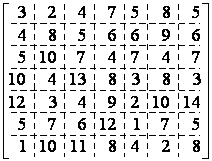 3 2 4 7 5 8 5
4 8 5 6 6 9 6
5 10 7 4 7 4 7
10 4 13 8 3 8 3
12 3 4 9 2 10 14
5 7 6 12 1 7 5
1 10 11 8 4 2 8